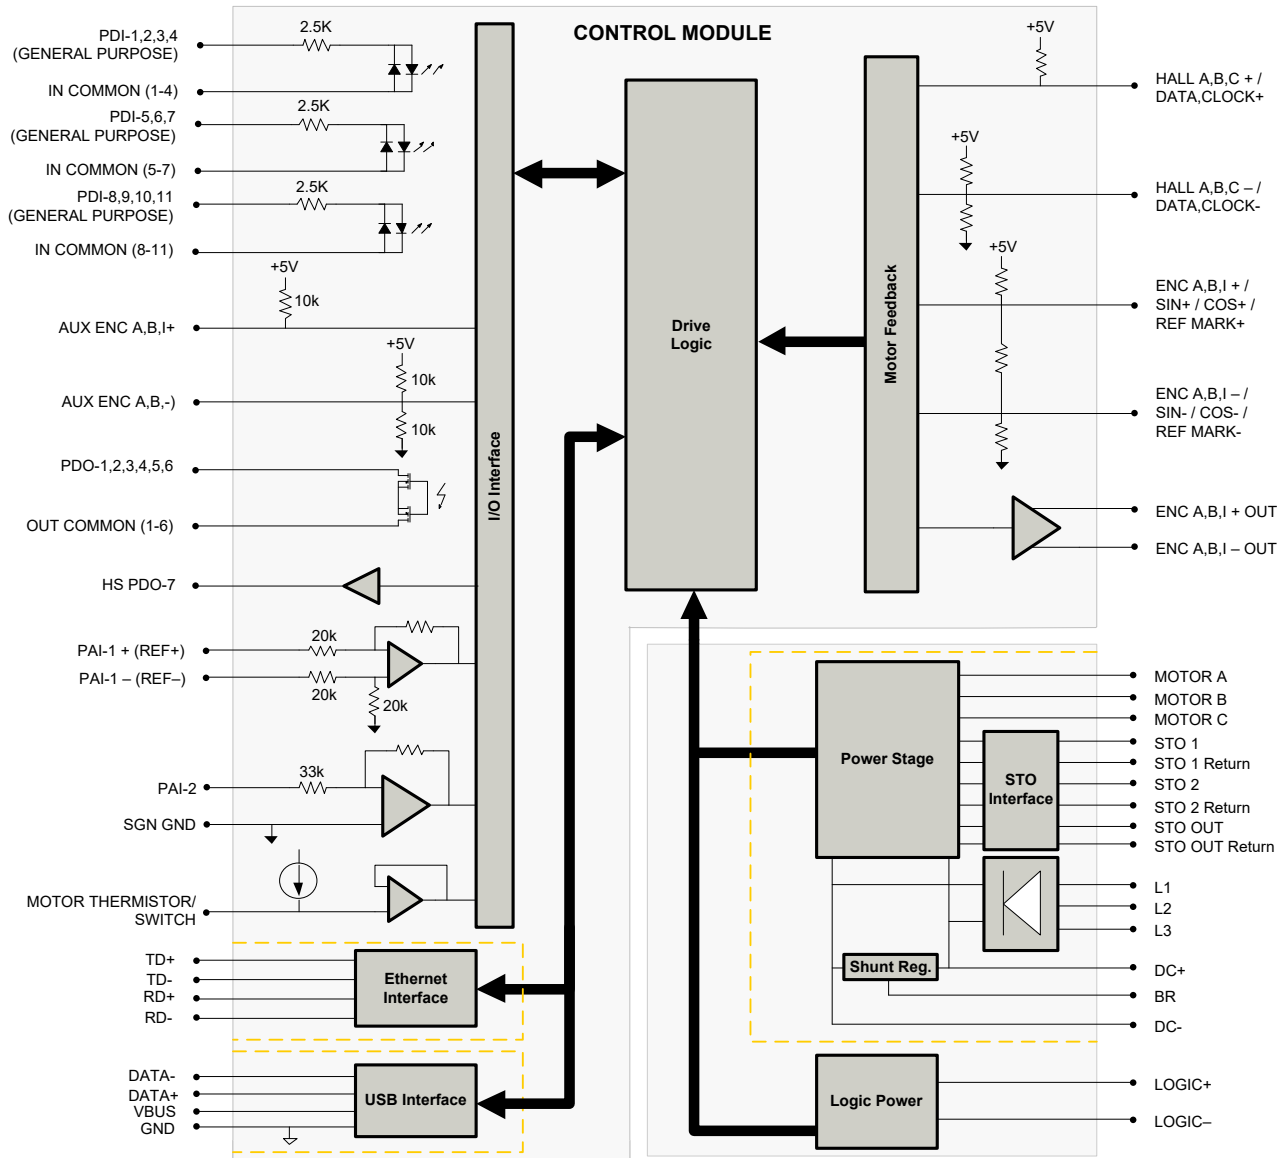 CONTROL MODULE
PDI-1,2,3,4
(GENERAL PURPOSE)
2.5K
IN COMMON (1-4)
PDI-5,6,7
(GENERAL PURPOSE)
2.5K
IN COMMON (5-7)
PDI-8,9,10,11
(GENERAL PURPOSE)
2.5K
IN COMMON (8-11)
+5V
10k
AUX ENC A,B,I+
+5V
10k
AUX ENC A,B,-)
10k
PDO-1,2,3,4,5,6
OUT COMMON (1-6)
HS PDO-7
PAI-1 + (REF+)
20k
PAI-1 – (REF–)
20k
20k
PAI-2
33k
SGN GND
MOTOR THERMISTOR/
SWITCH
I/O Interface
TD+
TD-
RD+
RD-
Ethernet
Interface
DATA-
DATA+
VBUS
GND
USB Interface
Drive
Logic
Motor Feedback
+5V
HALL A,B,C + /
DATA,CLOCK+
+5V
HALL A,B,C – /
DATA,CLOCK-
+5V
ENC A,B,I + /
SIN+ / COS+ /
REF MARK+
ENC A,B,I – /
SIN- / COS- /
REF MARK-
ENC A,B,I + OUT
ENC A,B,I – OUT
Power Stage
MOTOR A
MOTOR B
MOTOR C
STO
Interface
STO 1
STO 1 Return
STO 2
STO 2 Return
STO OUT
STO OUT Return
L1
L2
L3
Shunt Reg.
DC+
BR
DC-
Logic Power
LOGIC+
LOGIC–